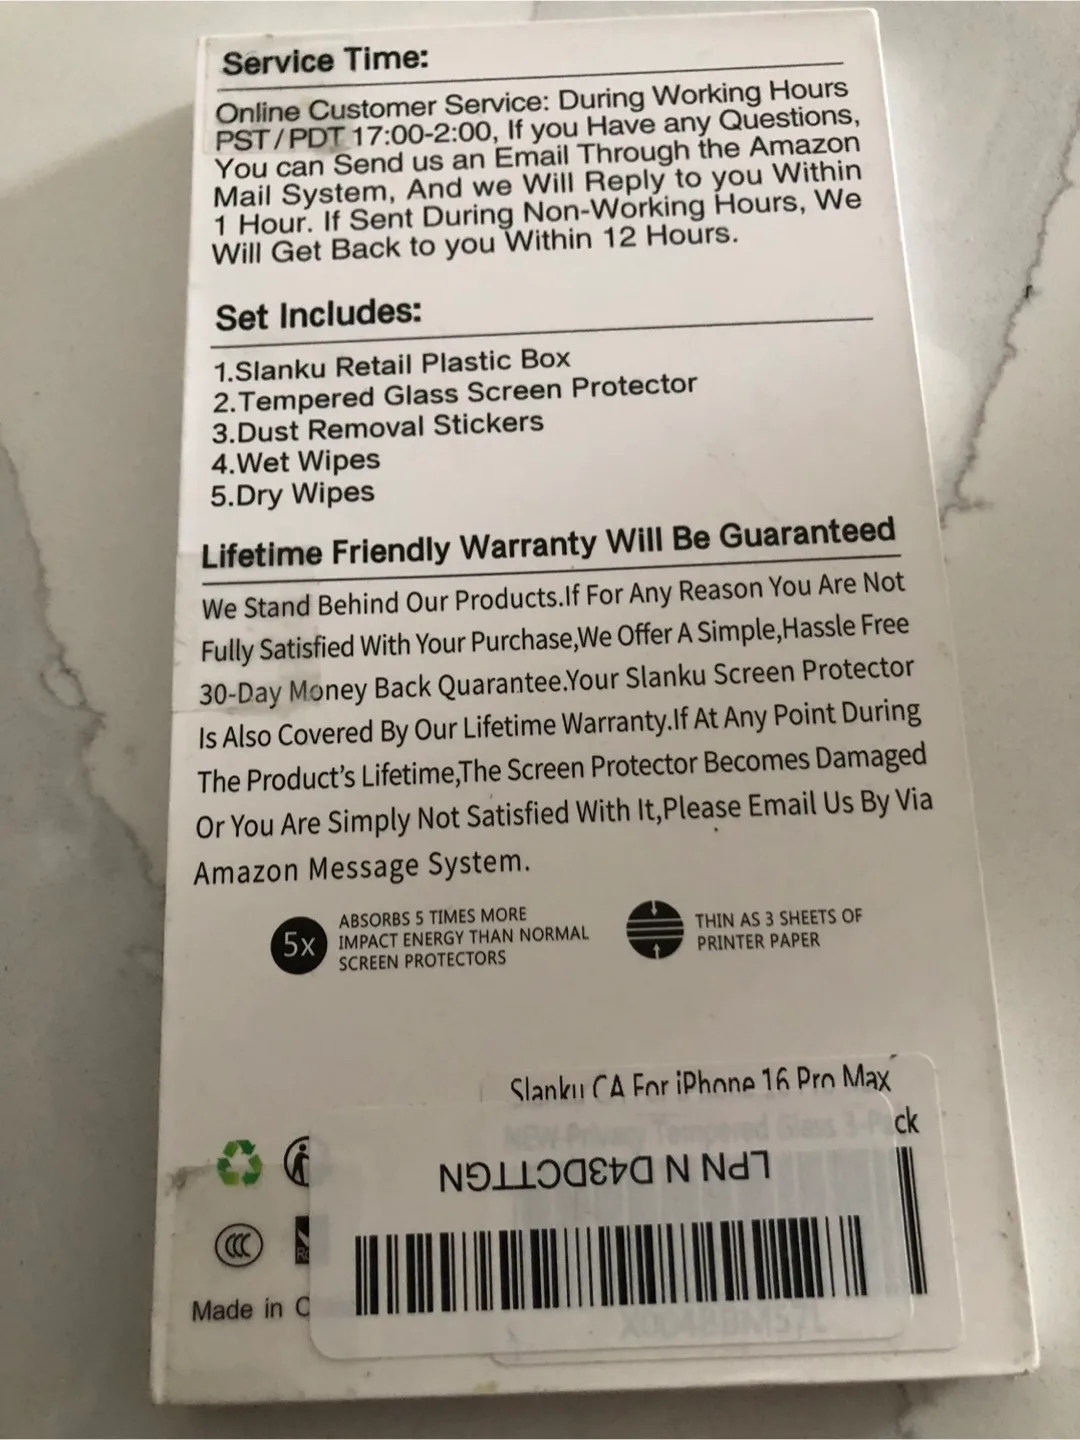 Service Time:
Online Customer Service: During Working Hours
PST/PDT 17:00-2:00, If you Have any Questions,
You can Send us an Email Through the Amazon
Mail System, And we Will Reply to you Within
1 Hour. If Sent During Non-Working Hours, We
Will Get Back to you Within 12 Hours.
Set Includes:
1.Slanku Retail Plastic Box
2.Tempered Glass Screen Protector
3.Dust Removal Stickers
4.Wet Wipes
5.Dry Wipes
Lifetime Friendly Warranty Will Be Guaranteed
We Stand Behind Our Products.If For Any Reason You Are Not
Fully Satisfied With Your Purchase,We Offer A Simple,Hassle Free
30-Day Money Back Quarantee.Your Slanku Screen Protector
Is Also Covered By Our Lifetime Warranty.If At Any Point During
The Product's Lifetime,The Screen Protector Becomes Damaged
Or You Are Simply Not Satisfied With It,Please Email Us By Via
Amazon Message System.
5x
ABSORBS 5 TIMES MORE
IMPACT ENERGY THAN NORMAL
SCREEN PROTECTORS
THIN AS 3 SHEETS OF
PRINTER PAPER
Slanku CA For iPhone 16 Pro Max
NEW Privacy Tempered Glass 3-Pack
LPN N D43DCTTGN
CCC
Made in C